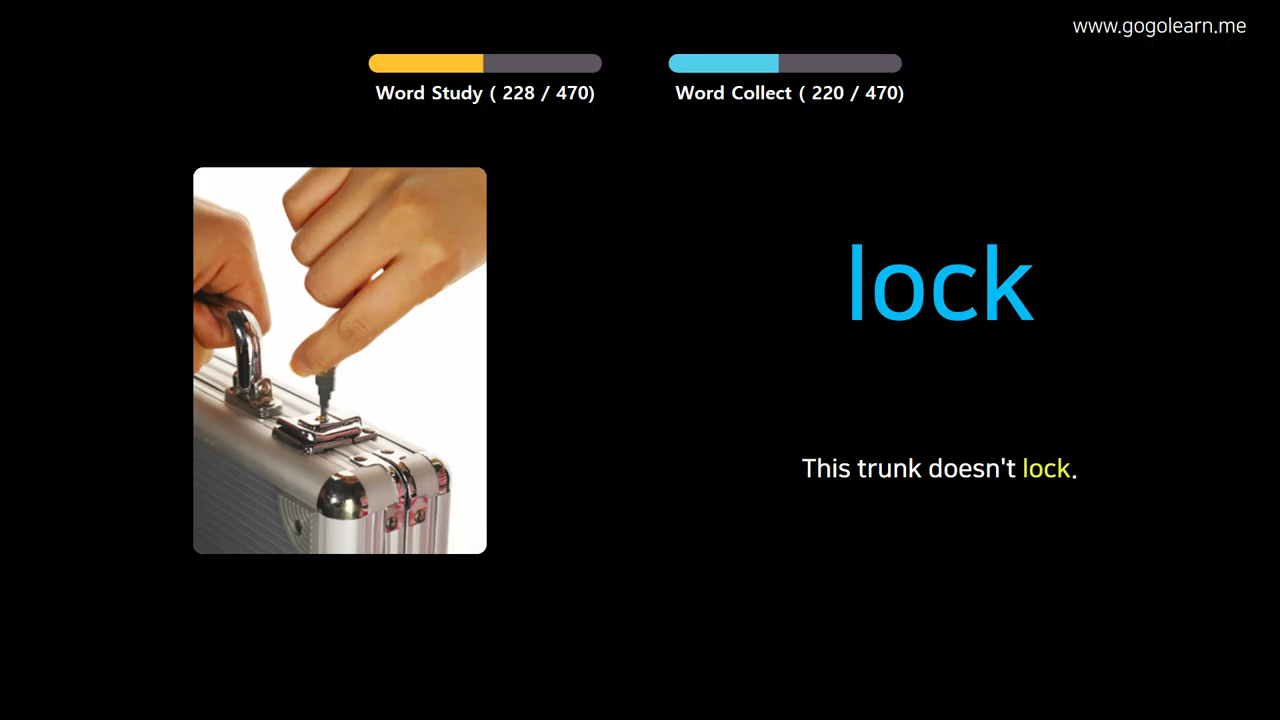 www.gogolearn.me
Word Study ( 228 / 470)
Word Collect ( 220 / 470)
lock
This trunk doesn't lock.